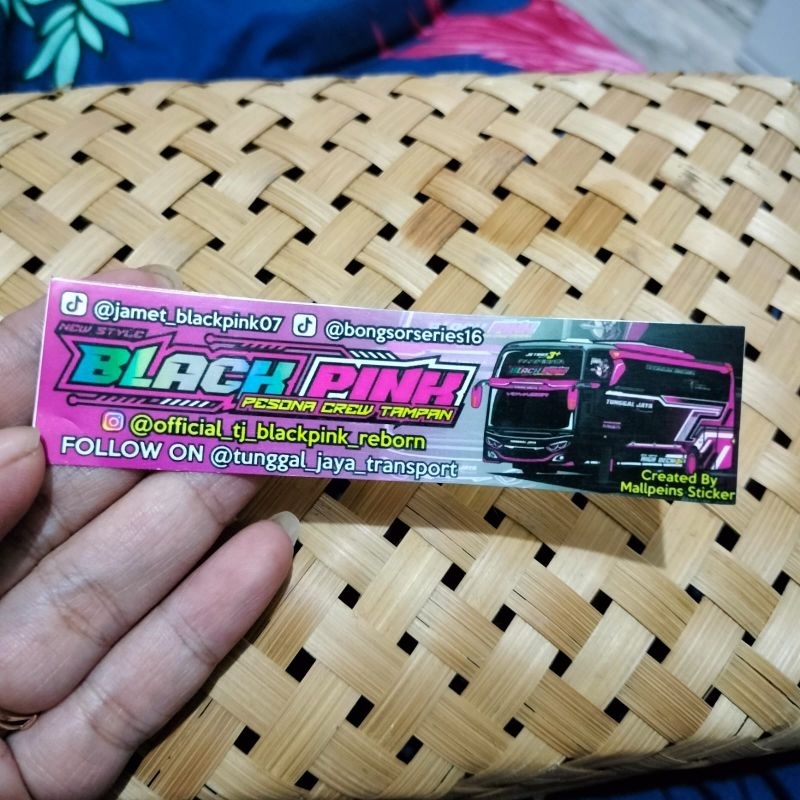 @jamet_blackpink07 @bongsorseries16
NEW STYLE
BLACK PINK
PESONA CREW TAMPAN
@official_tj_blackpink_reborn
FOLLOW ON @tunggal_jaya_transport
TUNGGAL JAYA
Created By
Mallpeins Sticker